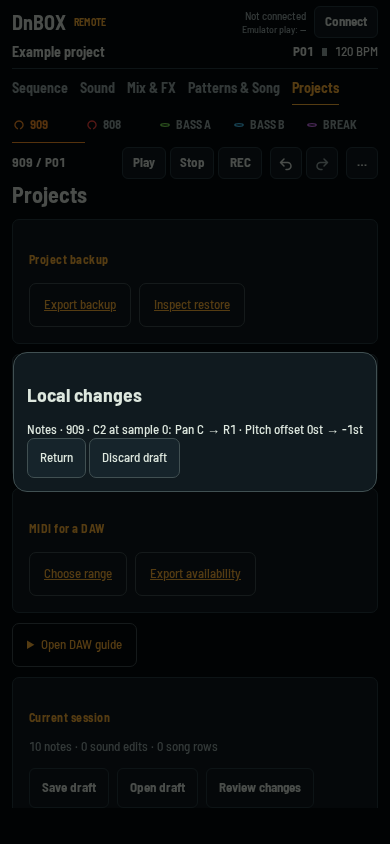 DnBOX REMOTE
Not connected
Emulator play: —
Connect
Example project
P01 120 BPM
Sequence Sound Mix & FX Patterns & Song Projects
909 808 BASS A BASS B BREAK
909 / P01
Play Stop REC ...
Projects
Project backup
Export backup Inspect restore
Local changes
Notes · 909 · C2 at sample 0: Pan C → R1 · Pitch offset 0st → -1st
Return Discard draft
MIDI for a DAW
Choose range Export availability
▶ Open DAW guide
Current session
10 notes · 0 sound edits · 0 song rows
Save draft Open draft Review changes